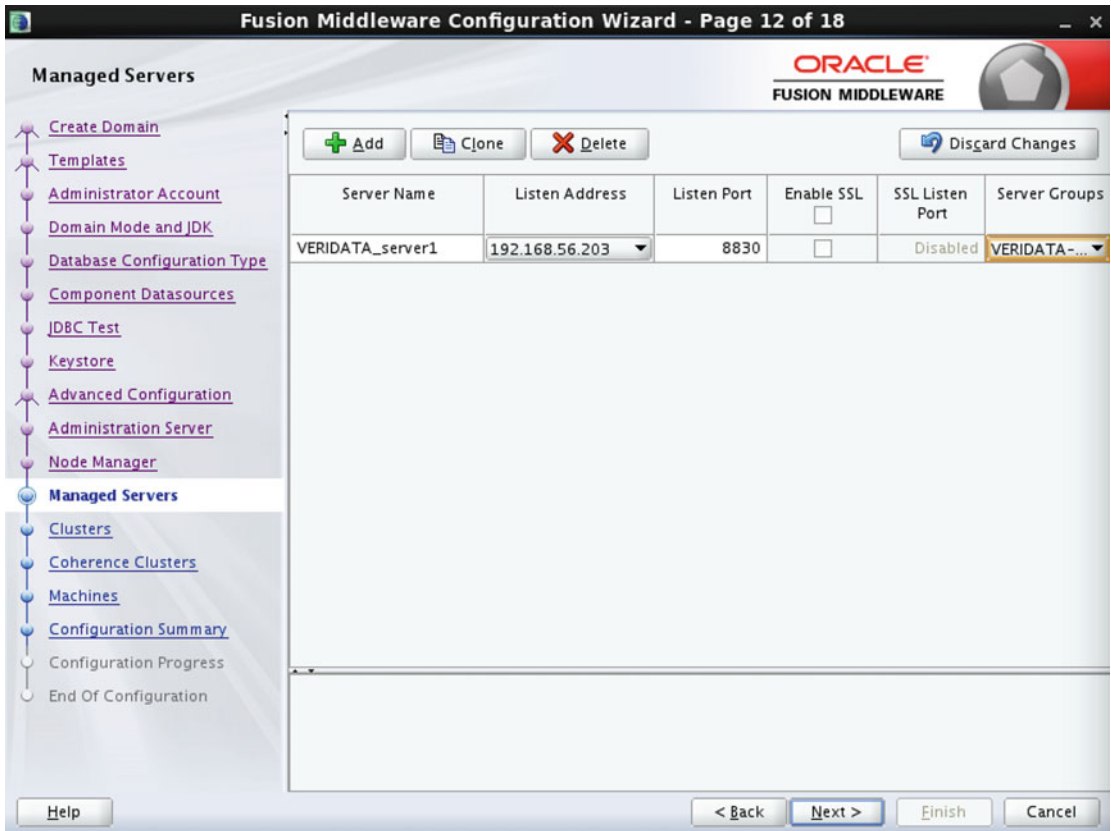 Fusion Middleware Configuration Wizard - Page 12 of 18
Managed Servers
ORACLE
FUSION MIDDLEWARE
Create Domain
Templates
Administrator Account
Domain Mode and JDK
Database Configuration Type
Component Datasources
JDBC Test
Keystore
Advanced Configuration
Administration Server
Node Manager
Managed Servers
Clusters
Coherence Clusters
Machines
Configuration Summary
Configuration Progress
End Of Configuration
Add Clone Delete Discard Changes
Server Name Listen Address Listen Port Enable SSL SSL Listen Port Server Groups
VERIDATA_server1 192.168.56.203 8830 Disabled VERIDATA-...
Help < Back Next > Finish Cancel